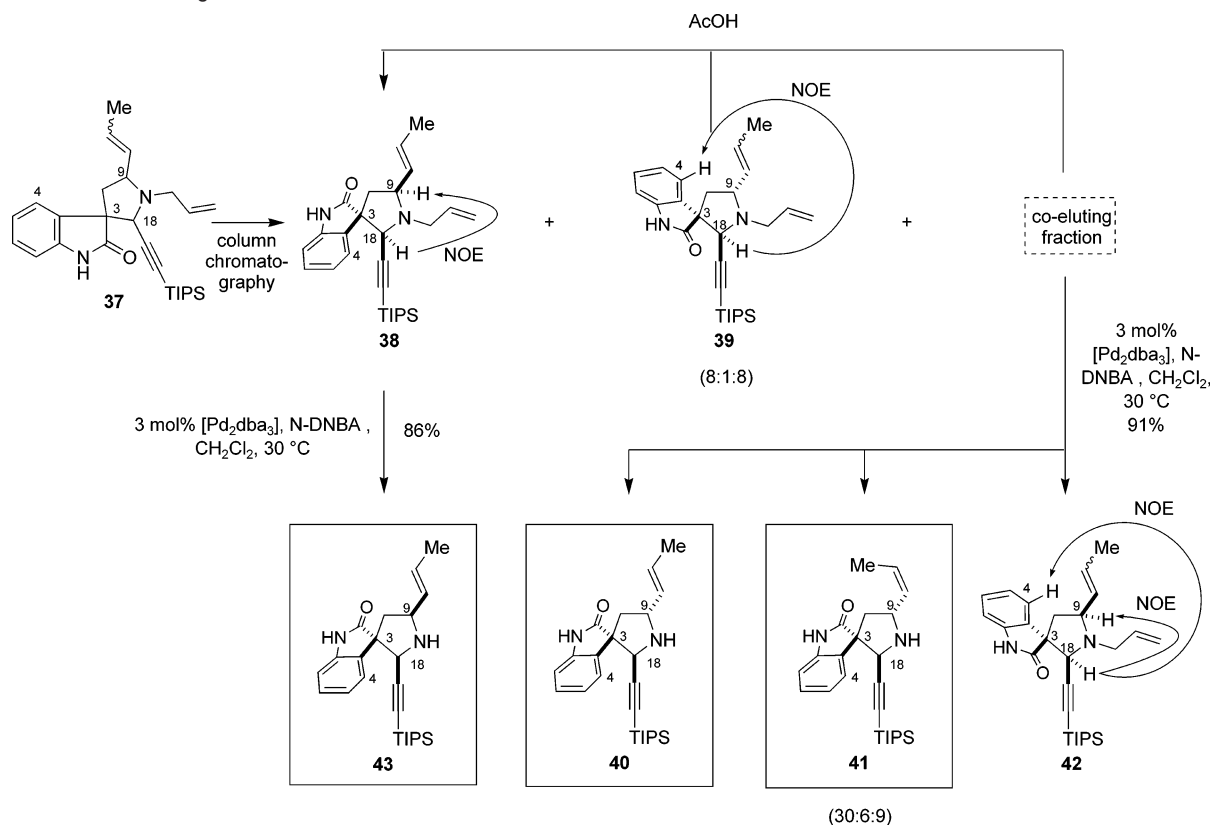 AcOH
NOE
Me
9
4
N
3
18
O
N
H
TIPS
37
column
chromato-
graphy
Me
O
9
H
HN
3
N
18
H
4
NOE
TIPS
38
+
Me
4
H
9
3
N
HN
18
H
O
TIPS
39
(8:1:8)
+
co-eluting
fraction
3 mol% [Pd2dba3], N-DNBA ,
CH2Cl2, 30 °C
86%
3 mol%
[Pd2dba3], N-
DNBA , CH2Cl2,
30 °C
91%
Me
O
9
HN
3
NH
18
4
TIPS
43
Me
O
9
HN
3
NH
18
4
TIPS
40
Me
O
9
HN
3
NH
18
4
TIPS
41
(30:6:9)
NOE
Me
4
H
NOE
9
H
3
N
HN
18
H
O
TIPS
42